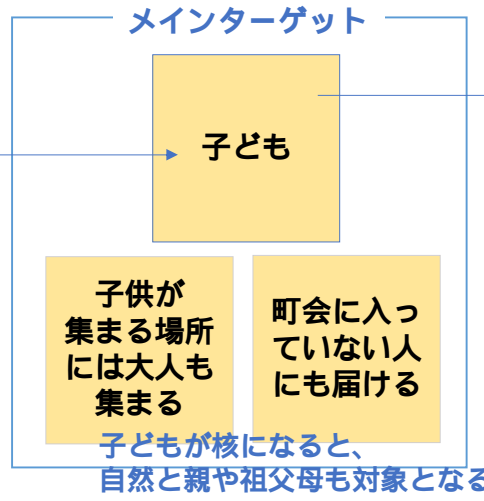 メインターゲット
子ども
子供が
集まる場所
には大人も
集まる
町会に入っ
ていない人
にも届ける
子どもが核になると、
自然と親や祖父母も対象となる